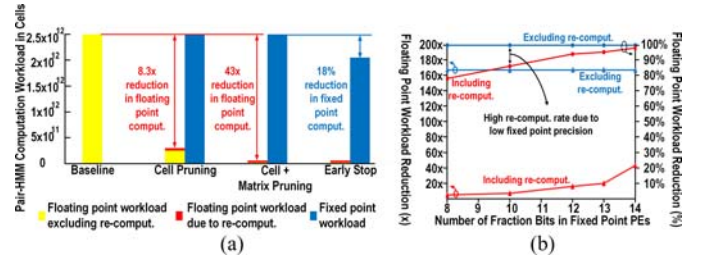 Pair-HMM Computation Workload in Cells
2.5x10¹²
2x10¹²
1.5x10¹²
1x10¹²
5x10¹¹
0
8.3x
reduction in
floating
point
comput.
43x
reduction
in floating
point
comput.
18%
reduction
in fixed
point
comput.
Baseline
Cell Pruning
Cell +
Matrix Pruning
Early Stop
Floating point workload
excluding re-comput.
Floating point workload
due to re-comput.
Fixed point
workload
(a)
Floating Point Workload Reduction (x)
200x
180x
160x
140x
120x
100x
80x
60x
40x
20x
Excluding re-comput.
Including
re-comput.
Excluding
re-comput.
High re-comput. rate due to
low fixed point precision
Including re-comput.
100%
90%
80%
70%
60%
50%
40%
30%
20%
10%
Floating Point Workload Reduction (%)
8
9
10
11
12
13
14
Number of Fraction Bits in Fixed Point PEs
(b)